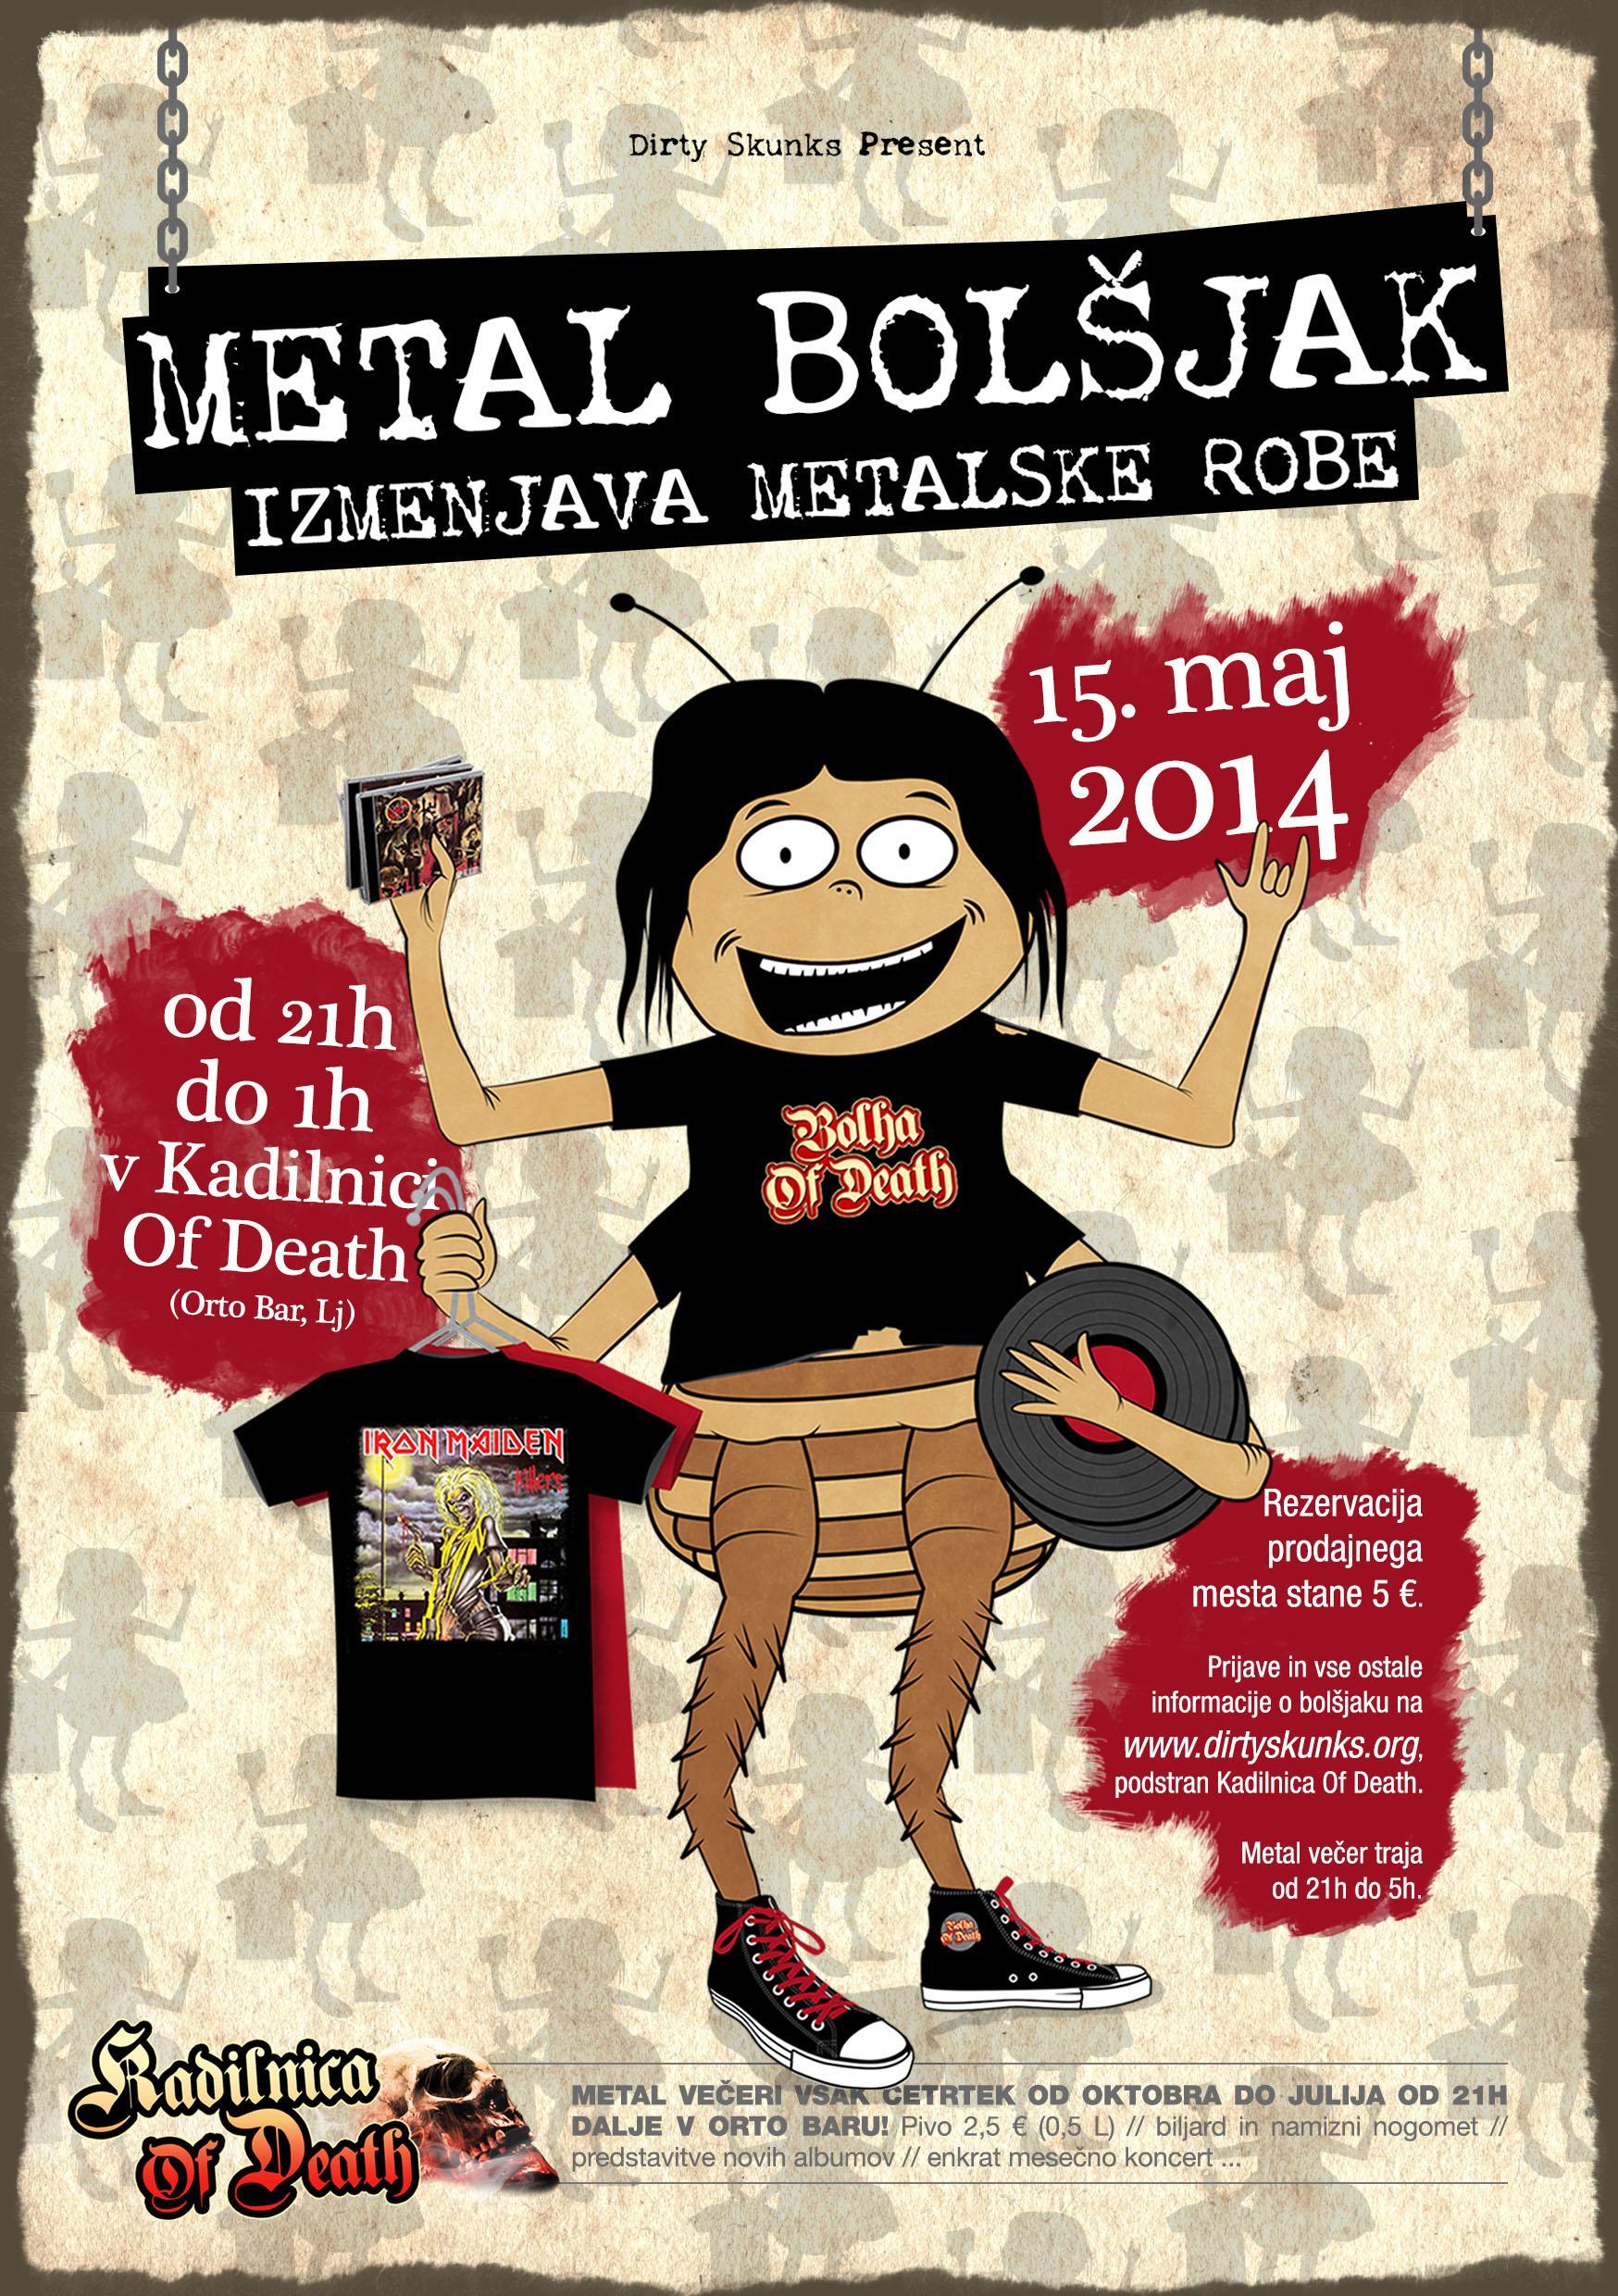 Dirty Skunks Present
METAL BOLŠJAK
IZMENJAVA METALSKE ROBE
15. maj
2014
od 21h
do 1h
v Kadilnici
Of Death
(Orto Bar, Lj)
Bolha
Of Death
IRON MAIDEN
Killers
Rezervacija
prodajnega
mesta stane 5 €.
Prijave in vse ostale
informacije o bolšjaku na
www.dirtyskunks.org,
podstran Kadilnica Of Death.
Metal večer traja
od 21h do 5h.
Bolha
Of Death
Kadilnica
Of Death
METAL VEČERI VSAK ČETRTEK OD OKTOBRA DO JULIJA OD 21H
DALJE V ORTO BARU! Pivo 2,5 € (0,5 L) // biljard in namizni nogomet //
predstavitve novih albumov // enkrat mesečno koncert ...